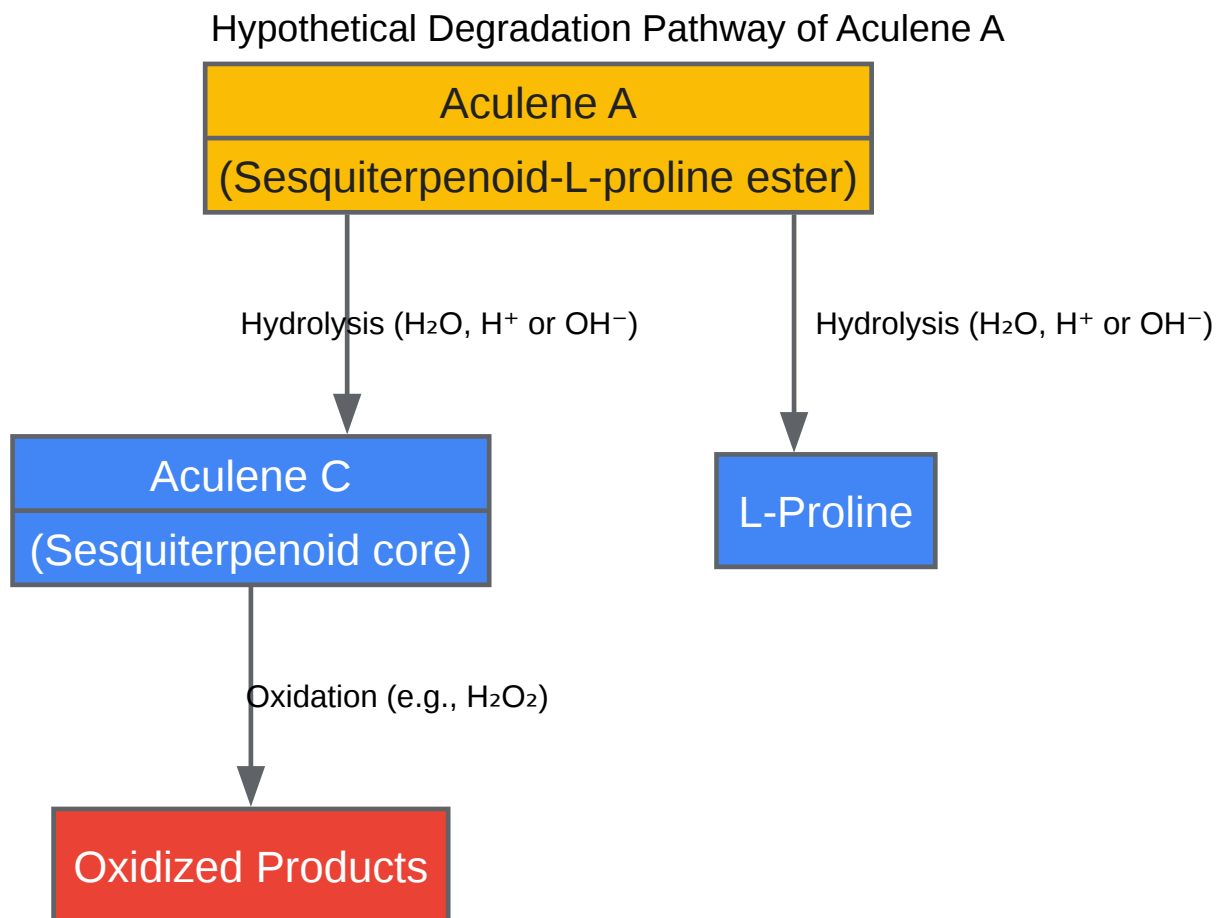 Hypothetical Degradation Pathway of Aculene A
Aculene A
(Sesquiterpenoid-L-proline ester)
Hydrolysis (H₂O, H⁺ or OH⁻)
Hydrolysis (H₂O, H⁺ or OH⁻)
Aculene C
(Sesquiterpenoid core)
L-Proline
Oxidation (e.g., H₂O₂)
Oxidized Products